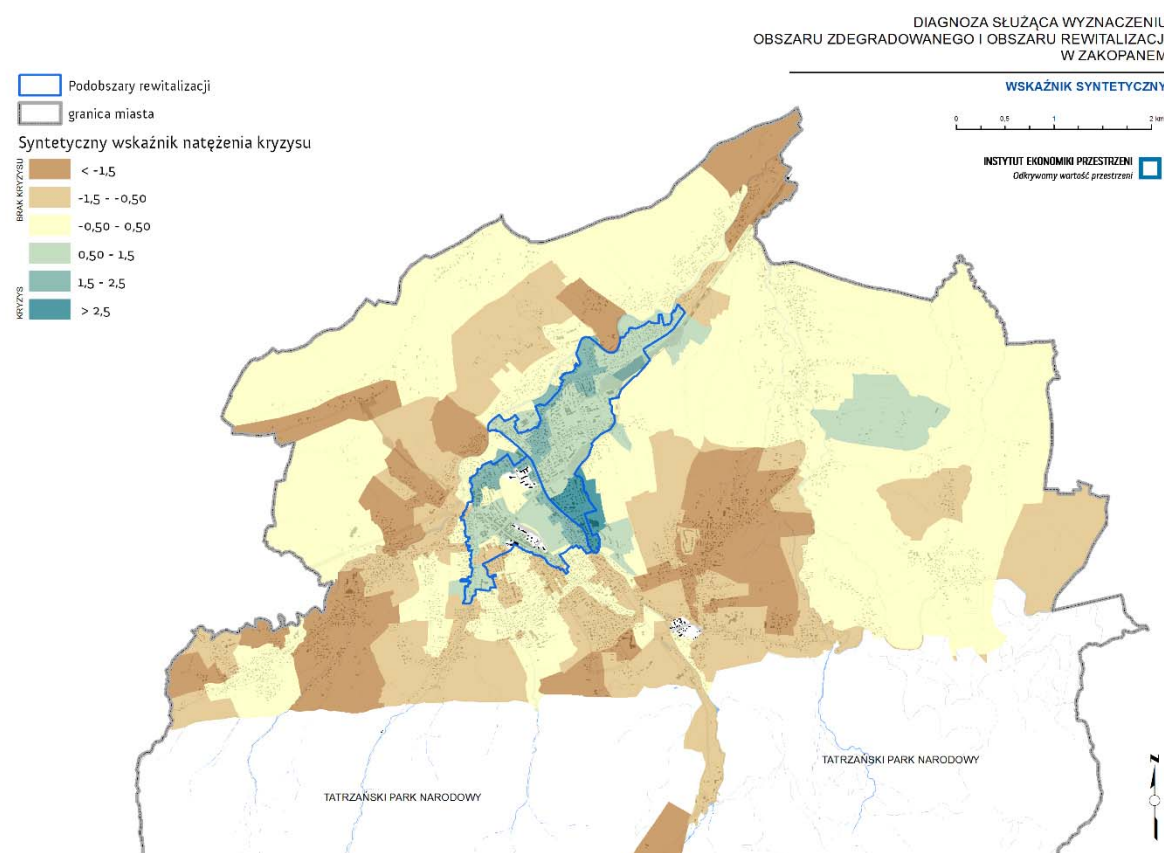 DIAGNOZA SŁUŻĄCA WYZNACZENIU
OBSZARU ZDEGRADOWANEGO I OBSZARU REWITALIZACJI
W ZAKOPANEM
WSKAŹNIK SYNTETYCZNY
0 0,5 1 2 km
INSTYTUT EKONOMIKI PRZESTRZENI
Odkrywamy wartość przestrzeni
Podobszary rewitalizacji
granica miasta
Syntetyczny wskaźnik natężenia kryzysu
BRAK KRYZYSU
< -1,5
-1,5 - -0,50
-0,50 - 0,50
0,50 - 1,5
1,5 - 2,5
KRYZYS
> 2,5
TATRZAŃSKI PARK NARODOWY
TATRZAŃSKI PARK NARODOWY